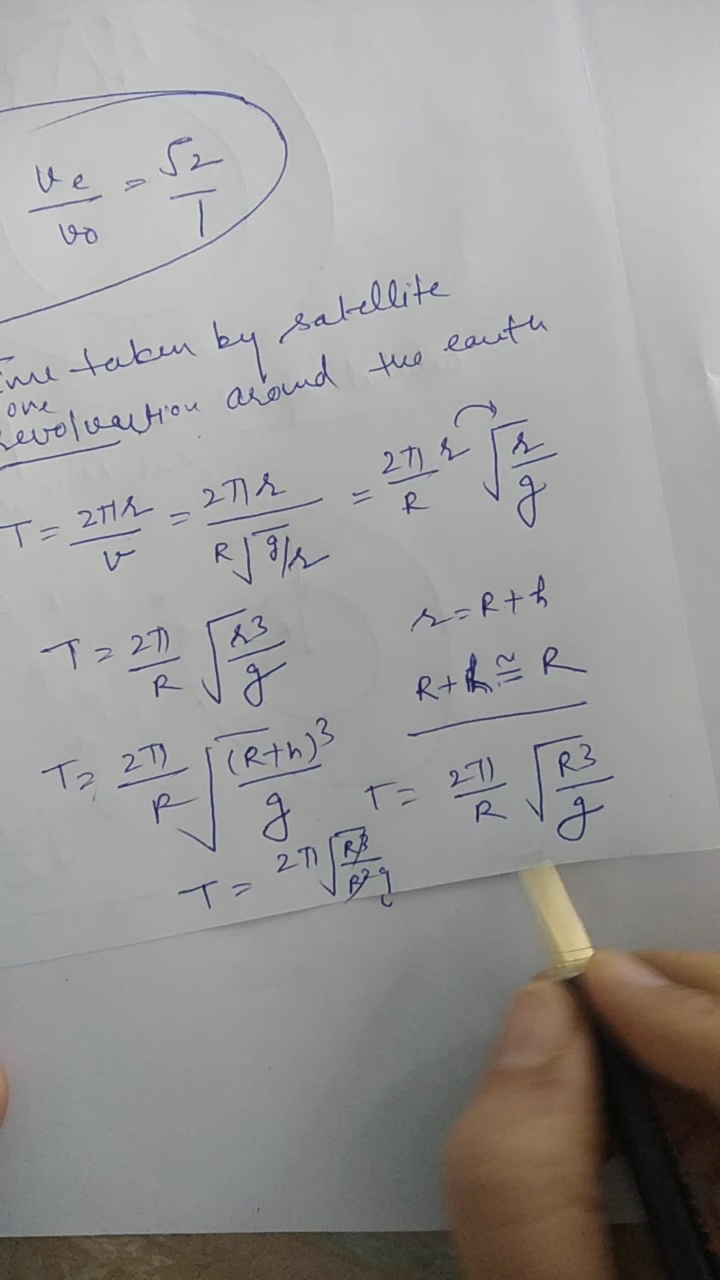 ve/vo = √2/1
time taken by satellite
one
revolvertion around the earth
T = 2πr/v = 2πr/R√g/r = 2π/R r √r/g
T = 2π/R √r3/g
r = R + h
R + h ≅ R
T = 2π/R √(R+h)3/g
T = 2π/R √R3/g
T = 2π √R3/R2g